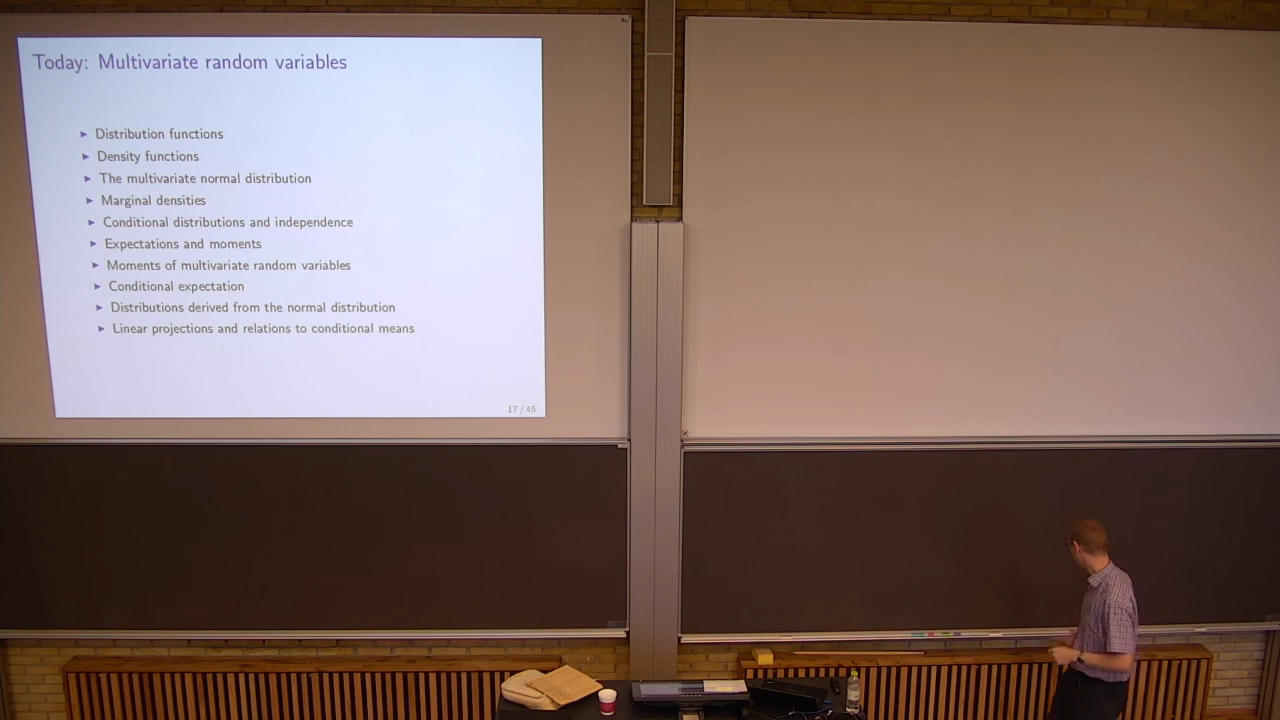 Today: Multivariate random variables
▶ Distribution functions
▶ Density functions
▶ The multivariate normal distribution
▶ Marginal densities
▶ Conditional distributions and independence
▶ Expectations and moments
▶ Moments of multivariate random variables
▶ Conditional expectation
▶ Distributions derived from the normal distribution
▶ Linear projections and relations to conditional means
17 / 45